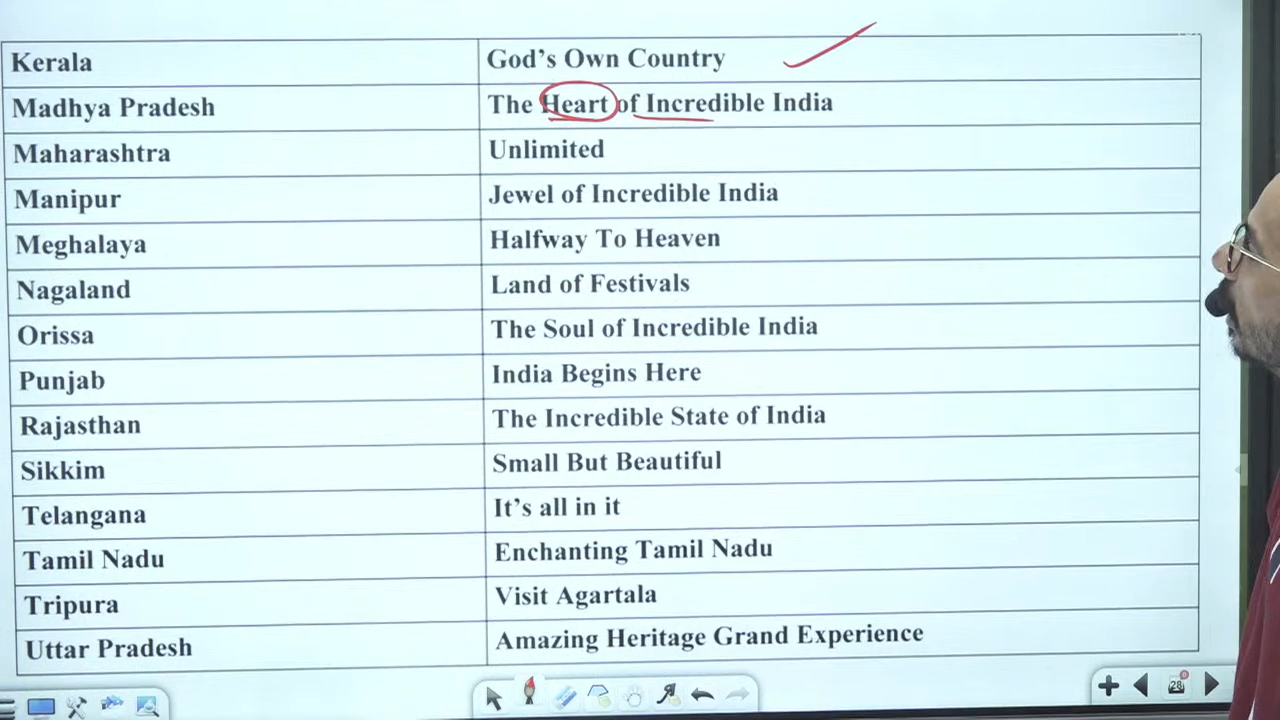 Kerala God's Own Country
Madhya Pradesh The Heart of Incredible India
Maharashtra Unlimited
Manipur Jewel of Incredible India
Meghalaya Halfway To Heaven
Nagaland Land of Festivals
Orissa The Soul of Incredible India
Punjab India Begins Here
Rajasthan The Incredible State of India
Sikkim Small But Beautiful
Telangana It's all in it
Tamil Nadu Enchanting Tamil Nadu
Tripura Visit Agartala
Uttar Pradesh Amazing Heritage Grand Experience
28